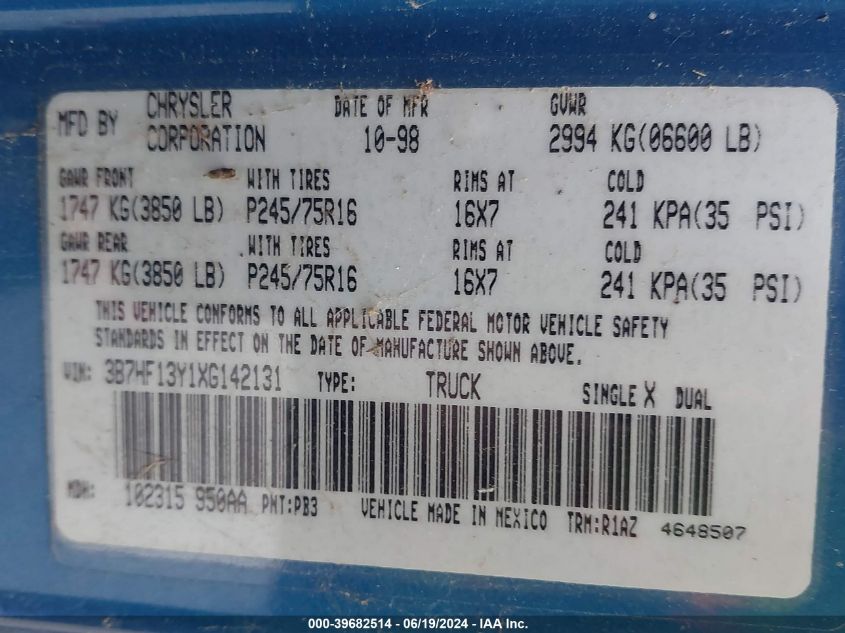 MFD BY CHRYSLER CORPORATION DATE OF MFR 10-98 GVWR 2994 KG(06600 LB)
GAWR FRONT WITH TIRES RIMS AT COLD
1747 KG(3850 LB) P245/75R16 16X7 241 KPA(35 PSI)
GAWR REAR WITH TIRES RIMS AT COLD
1747 KG(3850 LB) P245/75R16 16X7 241 KPA(35 PSI)
THIS VEHICLE CONFORMS TO ALL APPLICABLE FEDERAL MOTOR VEHICLE SAFETY
STANDARDS IN EFFECT ON THE DATE OF MANUFACTURE SHOWN ABOVE.
VIN: 3B7HF13Y1XG142131 TYPE: TRUCK SINGLE X DUAL
MDH: 102315 950AA PNT:PB3 VEHICLE MADE IN MEXICO TRM:R1AZ 4648507
000-39682514 - 06/19/2024 - IAA Inc.